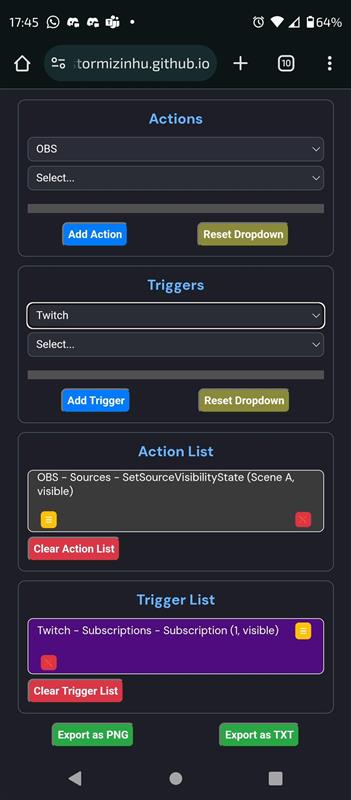 17:45 64%
stormizinhu.github.io 10
Actions
OBS
Select...
Add Action Reset Dropdown
Triggers
Twitch
Select...
Add Trigger Reset Dropdown
Action List
OBS - Sources - SetSourceVisibilityState (Scene A,
visible)
Clear Action List
Trigger List
Twitch - Subscriptions - Subscription (1, visible)
Clear Trigger List
Export as PNG Export as TXT